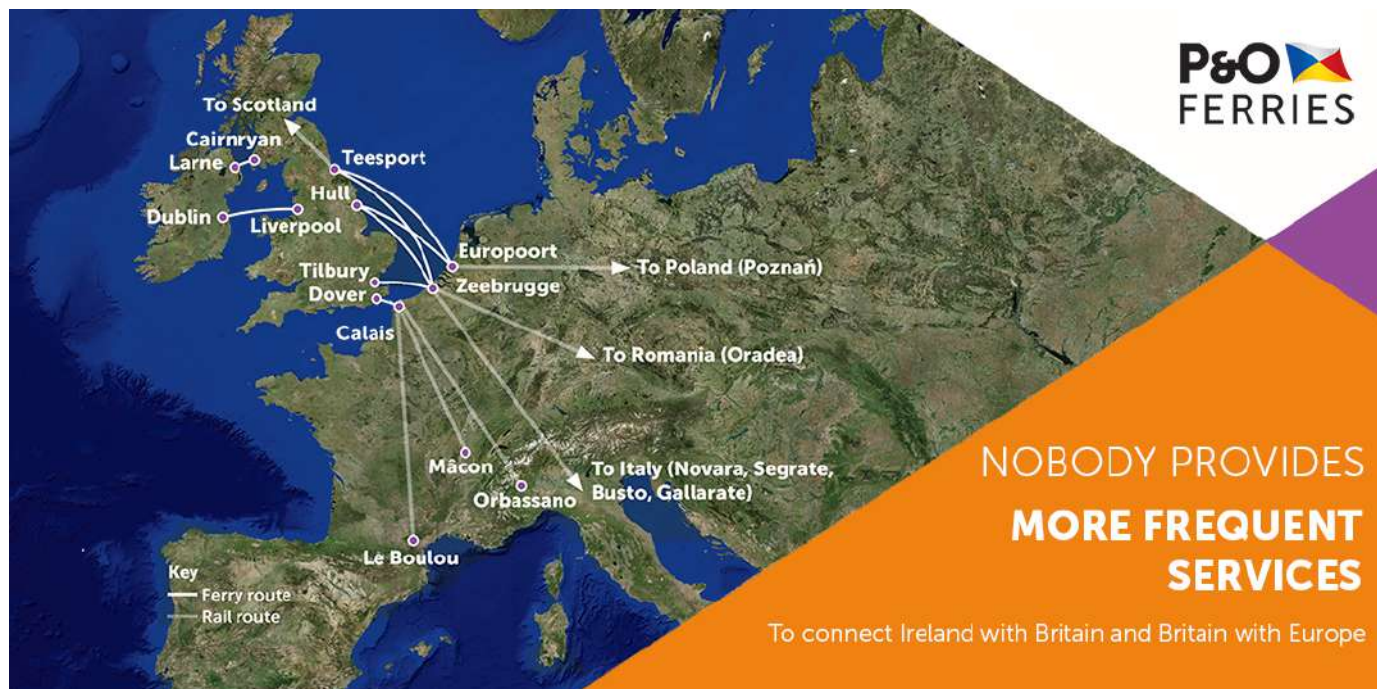 P&O
FERRIES
To Scotland
Cairnryan
Larne
Teesport
Hull
Dublin
Liverpool
Europoort
To Poland (Poznań)
Tilbury
Zeebrugge
Dover
Calais
To Romania (Oradea)
Mâcon
To Italy (Novara, Segrate,
Busto, Gallarate)
Orbassano
Le Boulou
Key
Ferry route
Rail route
NOBODY PROVIDES
MORE FREQUENT
SERVICES
To connect Ireland with Britain and Britain with Europe